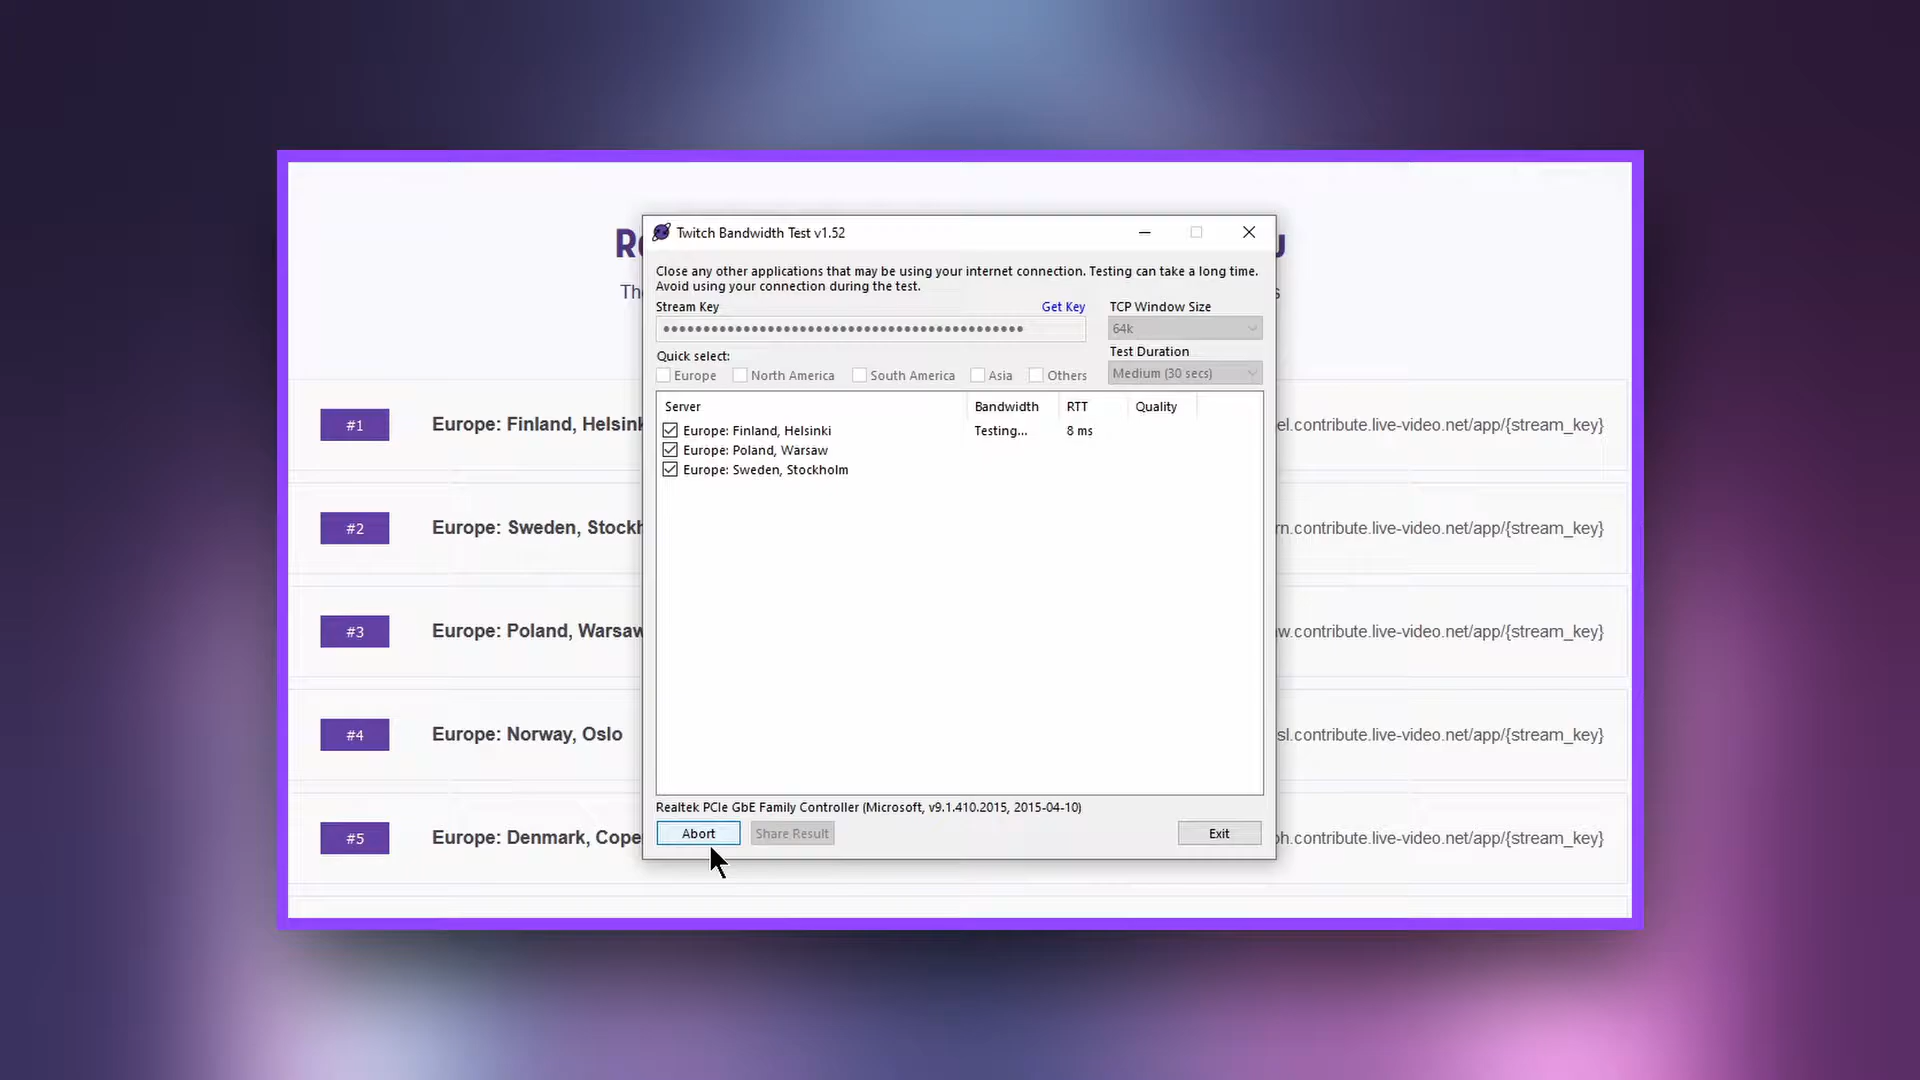 Twitch Bandwidth Test v1.52
Close any other applications that may be using your internet connection. Testing can take a long time.
Avoid using your connection during the test.
Stream Key
Get Key
TCP Window Size
••••••••••••••••••••••••••••••••••••••••••••
64k
Quick select:
Test Duration
Europe North America South America Asia Others
Medium (30 secs)
Server Bandwidth RTT Quality
Europe: Finland, Helsinki Testing... 8 ms
Europe: Poland, Warsaw
Europe: Sweden, Stockholm
Realtek PCIe GbE Family Controller (Microsoft, v9.1.410.2015, 2015-04-10)
Abort Share Result Exit
#1 Europe: Finland, Helsink
.contribute.live-video.net/app/{stream_key}
#2 Europe: Sweden, Stockh
.contribute.live-video.net/app/{stream_key}
#3 Europe: Poland, Warsaw
.contribute.live-video.net/app/{stream_key}
#4 Europe: Norway, Oslo
sl.contribute.live-video.net/app/{stream_key}
#5 Europe: Denmark, Cope
.contribute.live-video.net/app/{stream_key}